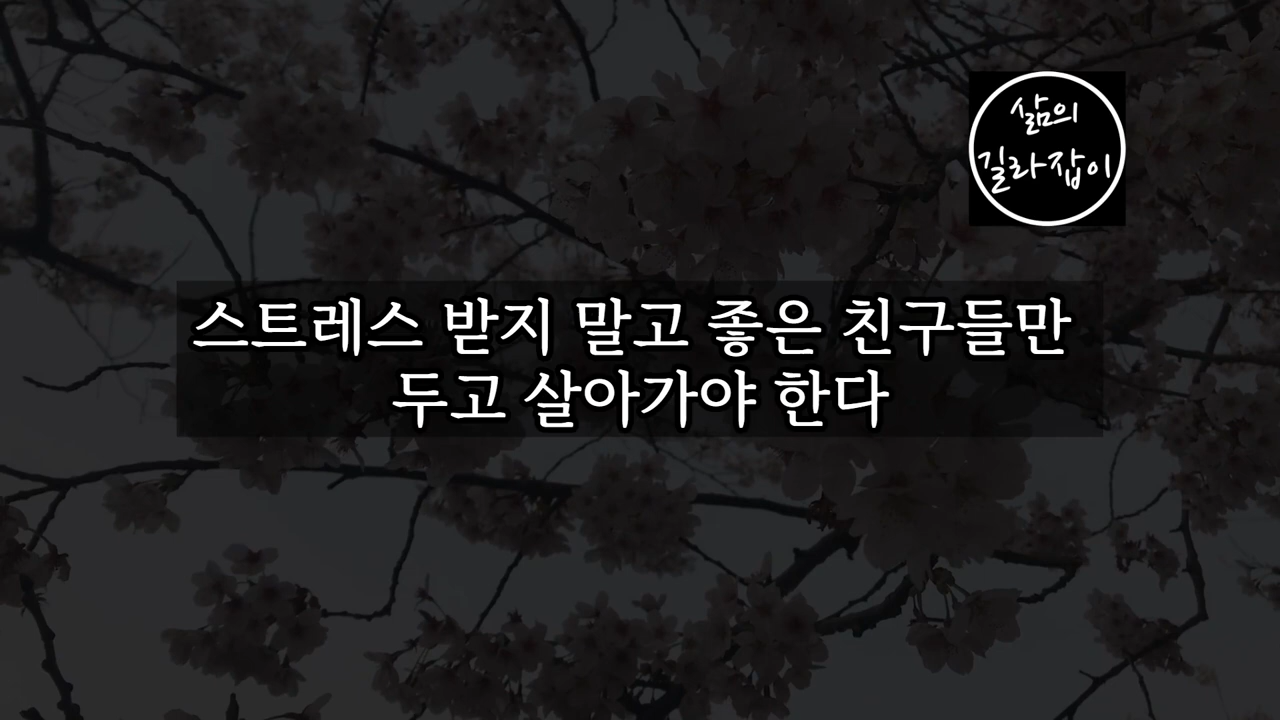 삶의
길라잡이
스트레스 받지 말고 좋은 친구들만
두고 살아가야 한다